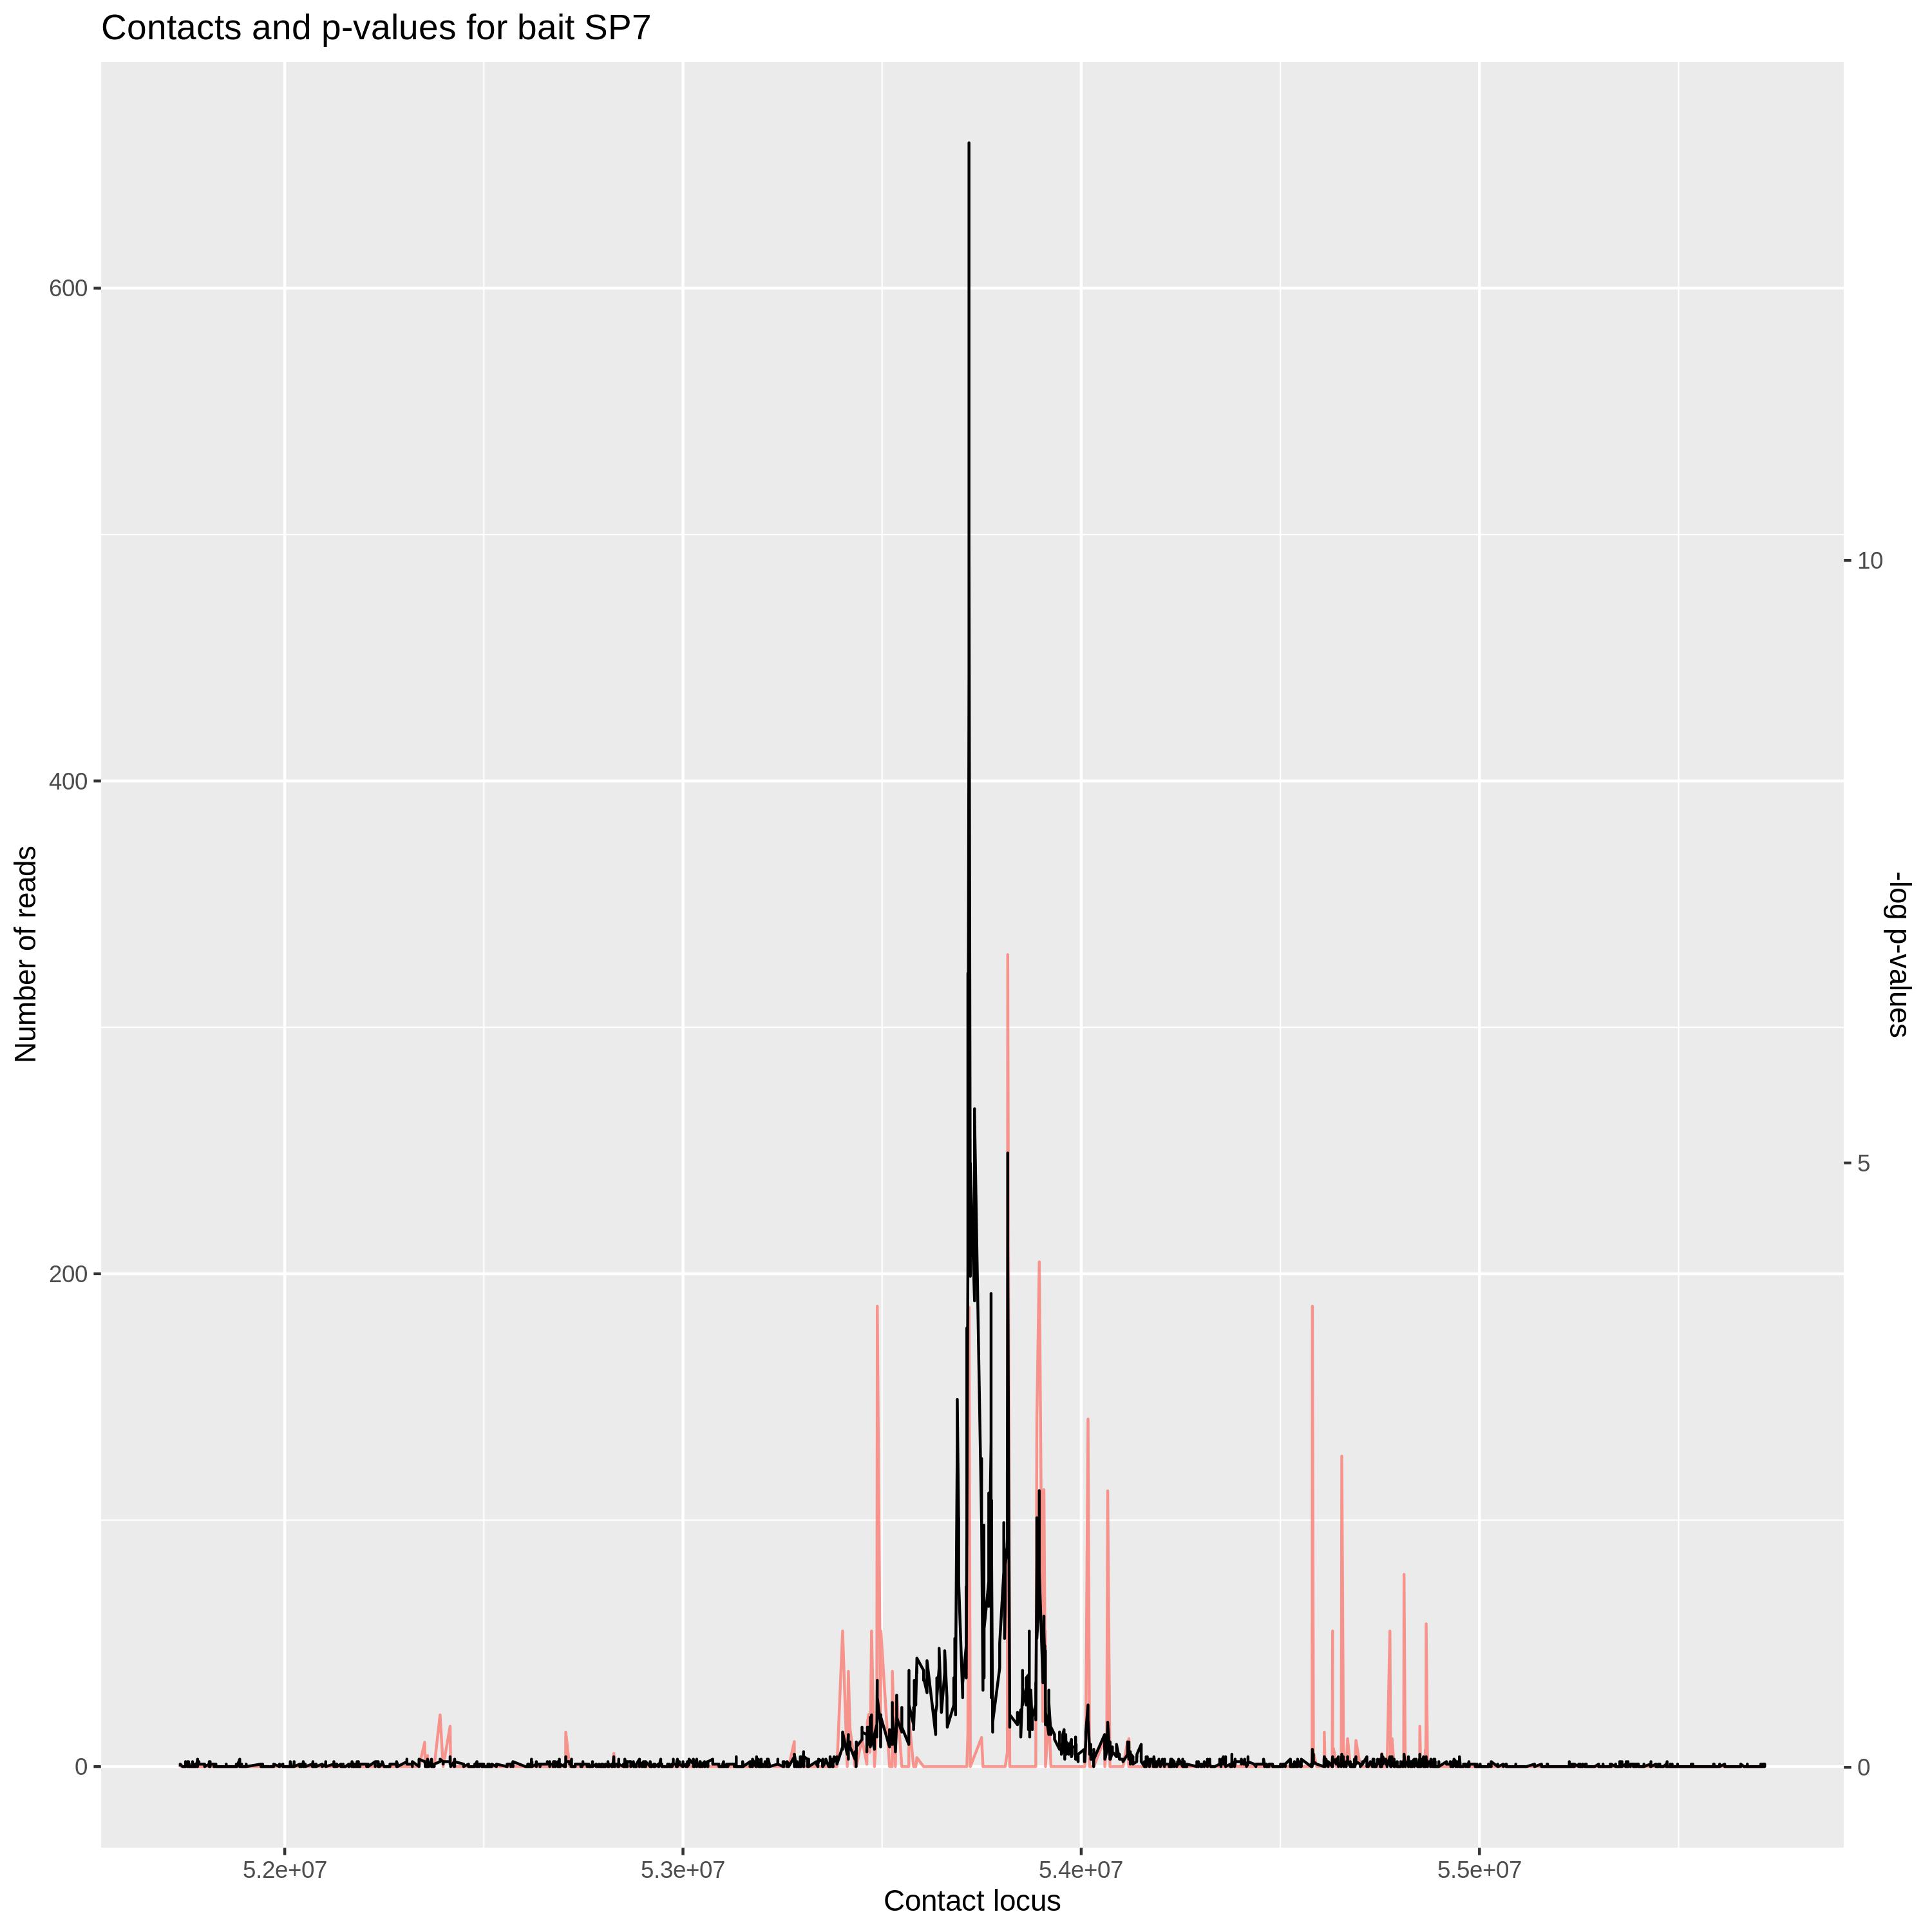 Contacts and p-values for bait SP7
600
400
200
0
Number of reads
10
5
0
-log p-values
5.2e+07
5.3e+07
5.4e+07
5.5e+07
Contact locus